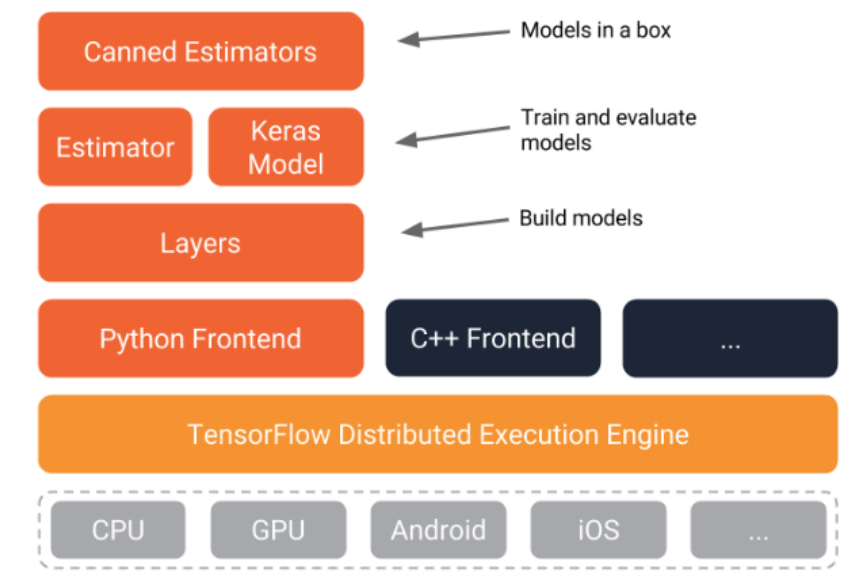 Canned Estimators
Models in a box
Estimator
Keras
Model
Train and evaluate
models
Layers
Build models
Python Frontend
C++ Frontend
...
TensorFlow Distributed Execution Engine
CPU
GPU
Android
iOS
...